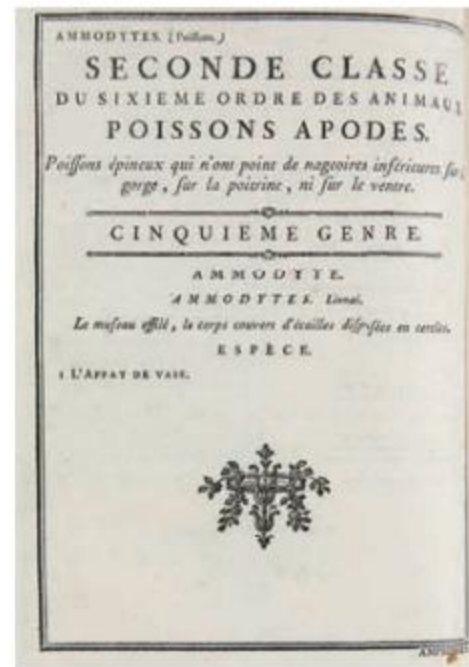 AMMODYTES. (Poissons.)
SECONDE CLASSE
DU SIXIEME ORDRE DES ANIMAUX
POISSONS APODES.
Poissons épineux qui n'ont point de nageoires inférieures sur
gorge, sur la poitrine, ni sur le ventre.
CINQUIEME GENRE.
AMMODYTE.
AMMODYTES. Linnæi.
Le museau effilé, le corps couvert d'écailles disposées en cercles.
ESPÈCE.
1 L'APPAT DE VASE.